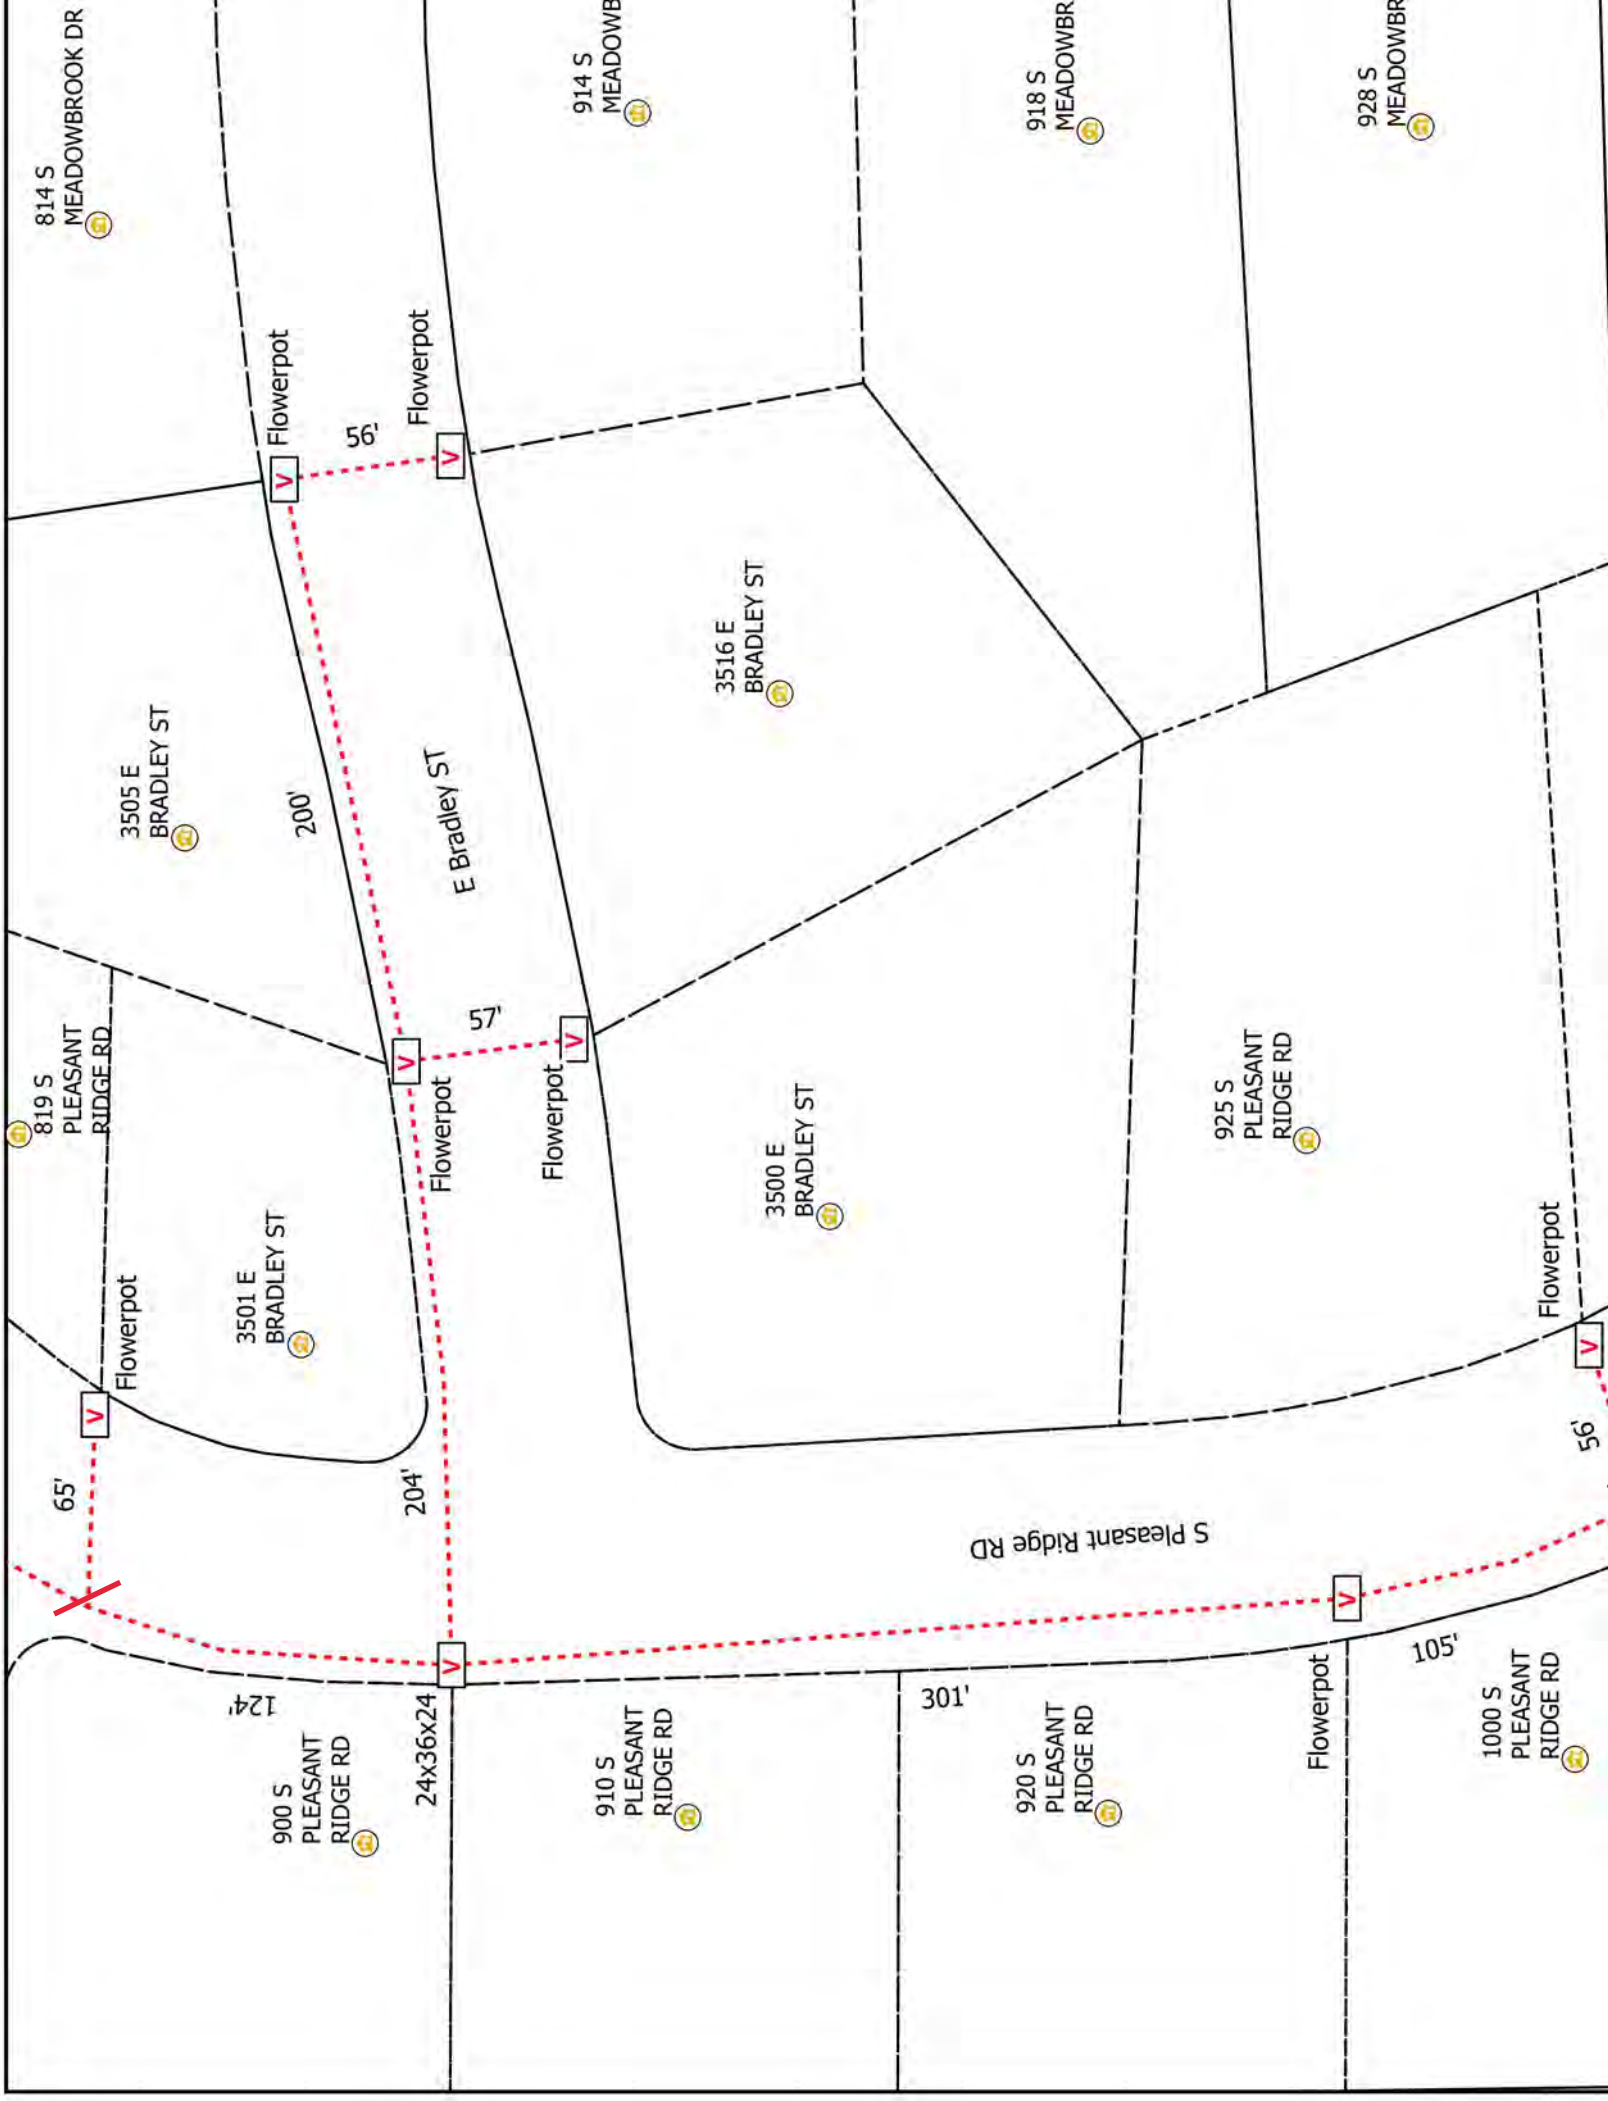 814 S
MEADOWBROOK DR
914 S
MEADOWB
918 S
MEADOWBR
928 S
MEADOWBR
Flowerpot
56'
Flowerpot
3505 E
BRADLEY ST
200'
E Bradley ST
3516 E
BRADLEY ST
819 S
PLEASANT
RIDGE RD
V
V
57'
V
V
Flowerpot
Flowerpot
3501 E
BRADLEY ST
Flowerpot
V
3500 E
BRADLEY ST
925 S
PLEASANT
RIDGE RD
Flowerpot
V
56'
65'
204'
S Pleasant Ridge RD
V
V
124'
24x36x24
301'
105'
Flowerpot
900 S
PLEASANT
RIDGE RD
910 S
PLEASANT
RIDGE RD
920 S
PLEASANT
RIDGE RD
1000 S
PLEASANT
RIDGE RD